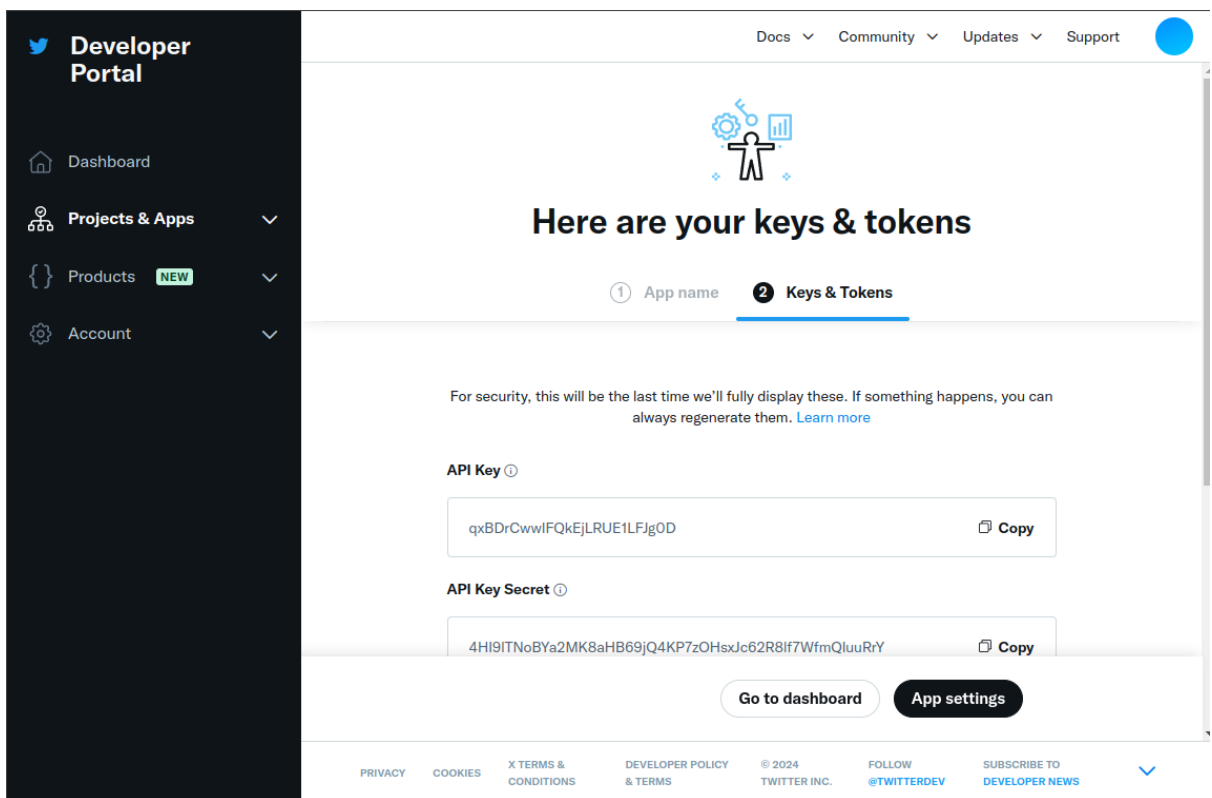 Developer
Portal
Dashboard
Projects & Apps
Products NEW
Account
Docs Community Updates Support
Here are your keys & tokens
1 App name 2 Keys & Tokens
For security, this will be the last time we'll fully display these. If something happens, you can
always regenerate them. Learn more
API Key
qxBDrCwwIFQkEjLRUE1LFJg0D Copy
API Key Secret
4HI9ITNoBYa2MK8aHB69jQ4KP7zOHsxJc62R8If7WfmQIuuRrY Copy
Go to dashboard App settings
PRIVACY COOKIES X TERMS & CONDITIONS DEVELOPER POLICY & TERMS © 2024 TWITTER INC. FOLLOW @TWITTERDEV SUBSCRIBE TO DEVELOPER NEWS